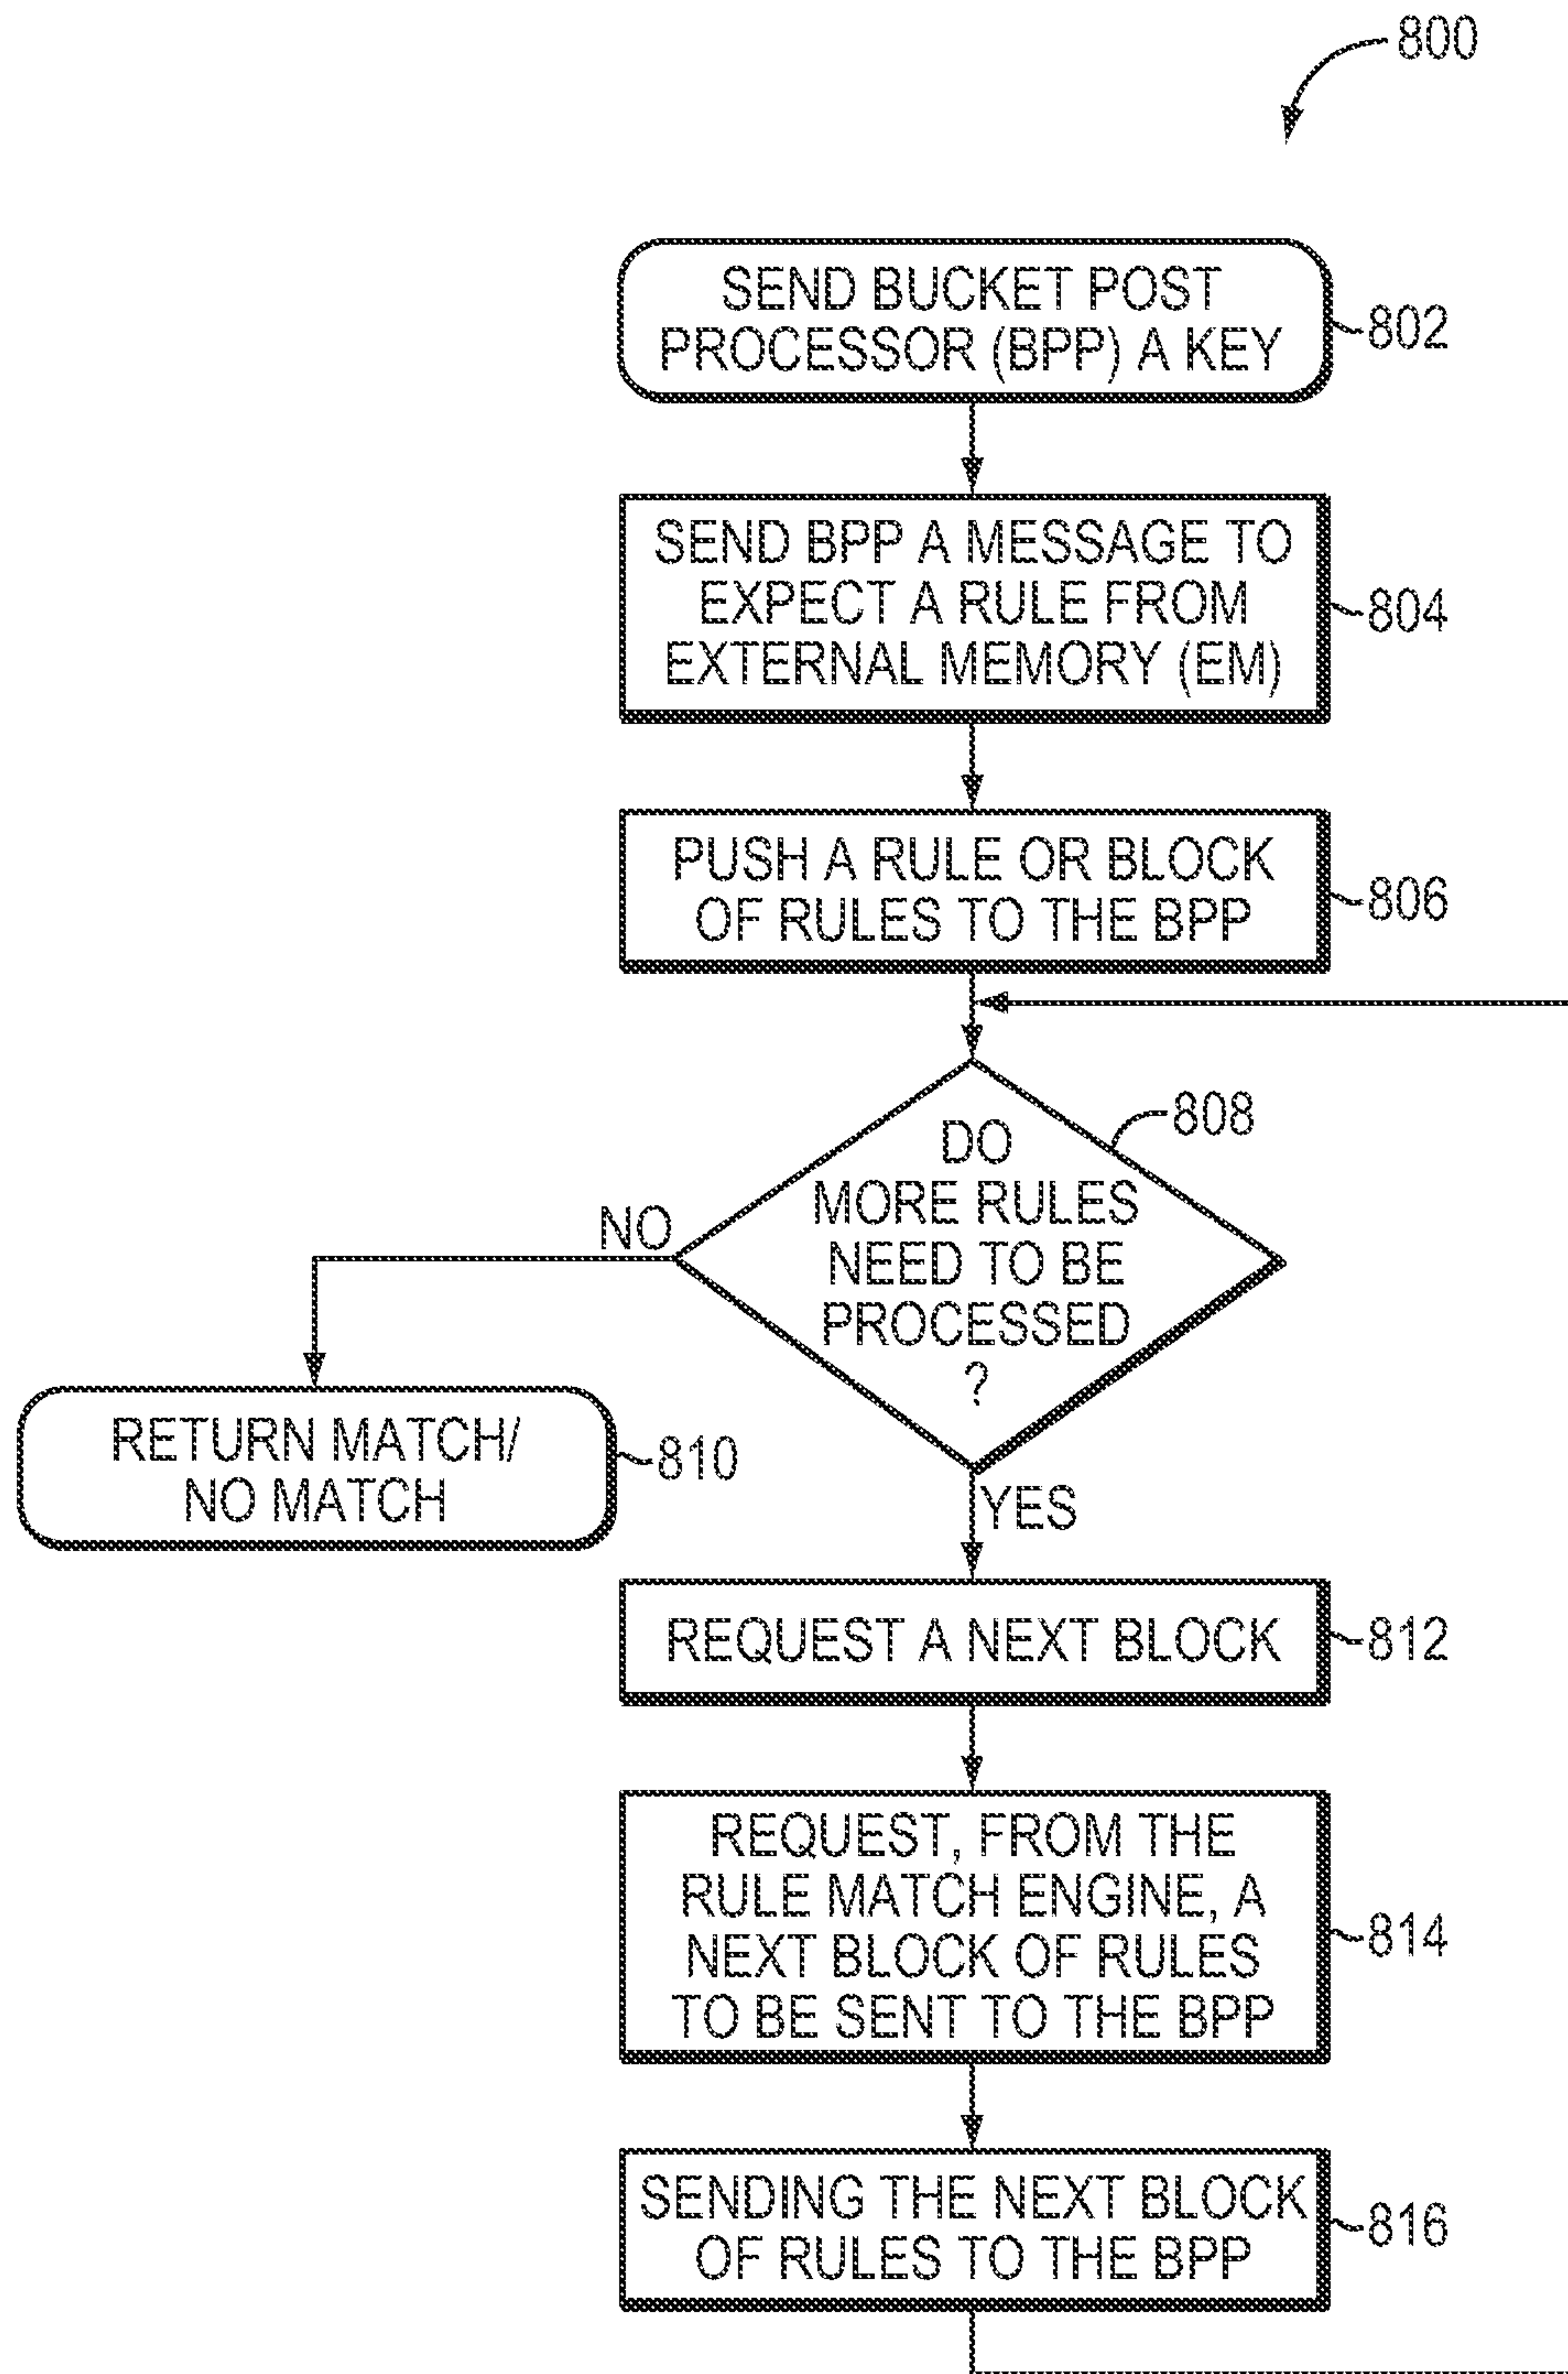 800
SEND BUCKET POST
PROCESSOR (BPP) A KEY
802
SEND BPP A MESSAGE TO
EXPECT A RULE FROM
EXTERNAL MEMORY (EM)
804
PUSH A RULE OR BLOCK
OF RULES TO THE BPP
806
DO
MORE RULES
NEED TO BE
PROCESSED
?
808
NO
RETURN MATCH/
NO MATCH
810
YES
REQUEST A NEXT BLOCK
812
REQUEST, FROM THE
RULE MATCH ENGINE, A
NEXT BLOCK OF RULES
TO BE SENT TO THE BPP
814
SENDING THE NEXT BLOCK
OF RULES TO THE BPP
816